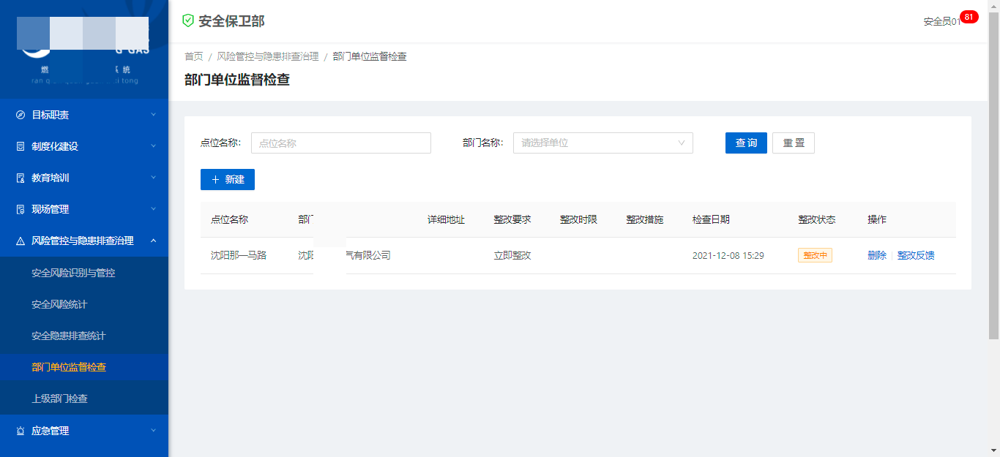 安全保卫部
安全员01
81
G GAS
燃 系 统
首页 / 风险管控与隐患排查治理 / 部门单位监督检查
部门单位监督检查
目标职责
制度化建设
教育培训
现场管理
风险管控与隐患排查治理
安全风险识别与管控
安全风险统计
安全隐患排查统计
部门单位监督检查
上级部门检查
应急管理
点位名称: 点位名称 部门名称: 请选择单位 查 询 重 置
+ 新建
点位名称 部门 详细地址 整改要求 整改时限 整改措施 检查日期 整改状态 操作
沈阳那一马路 沈阳 气有限公司 立即整改 2021-12-08 15:29 整改中 删除 整改反馈